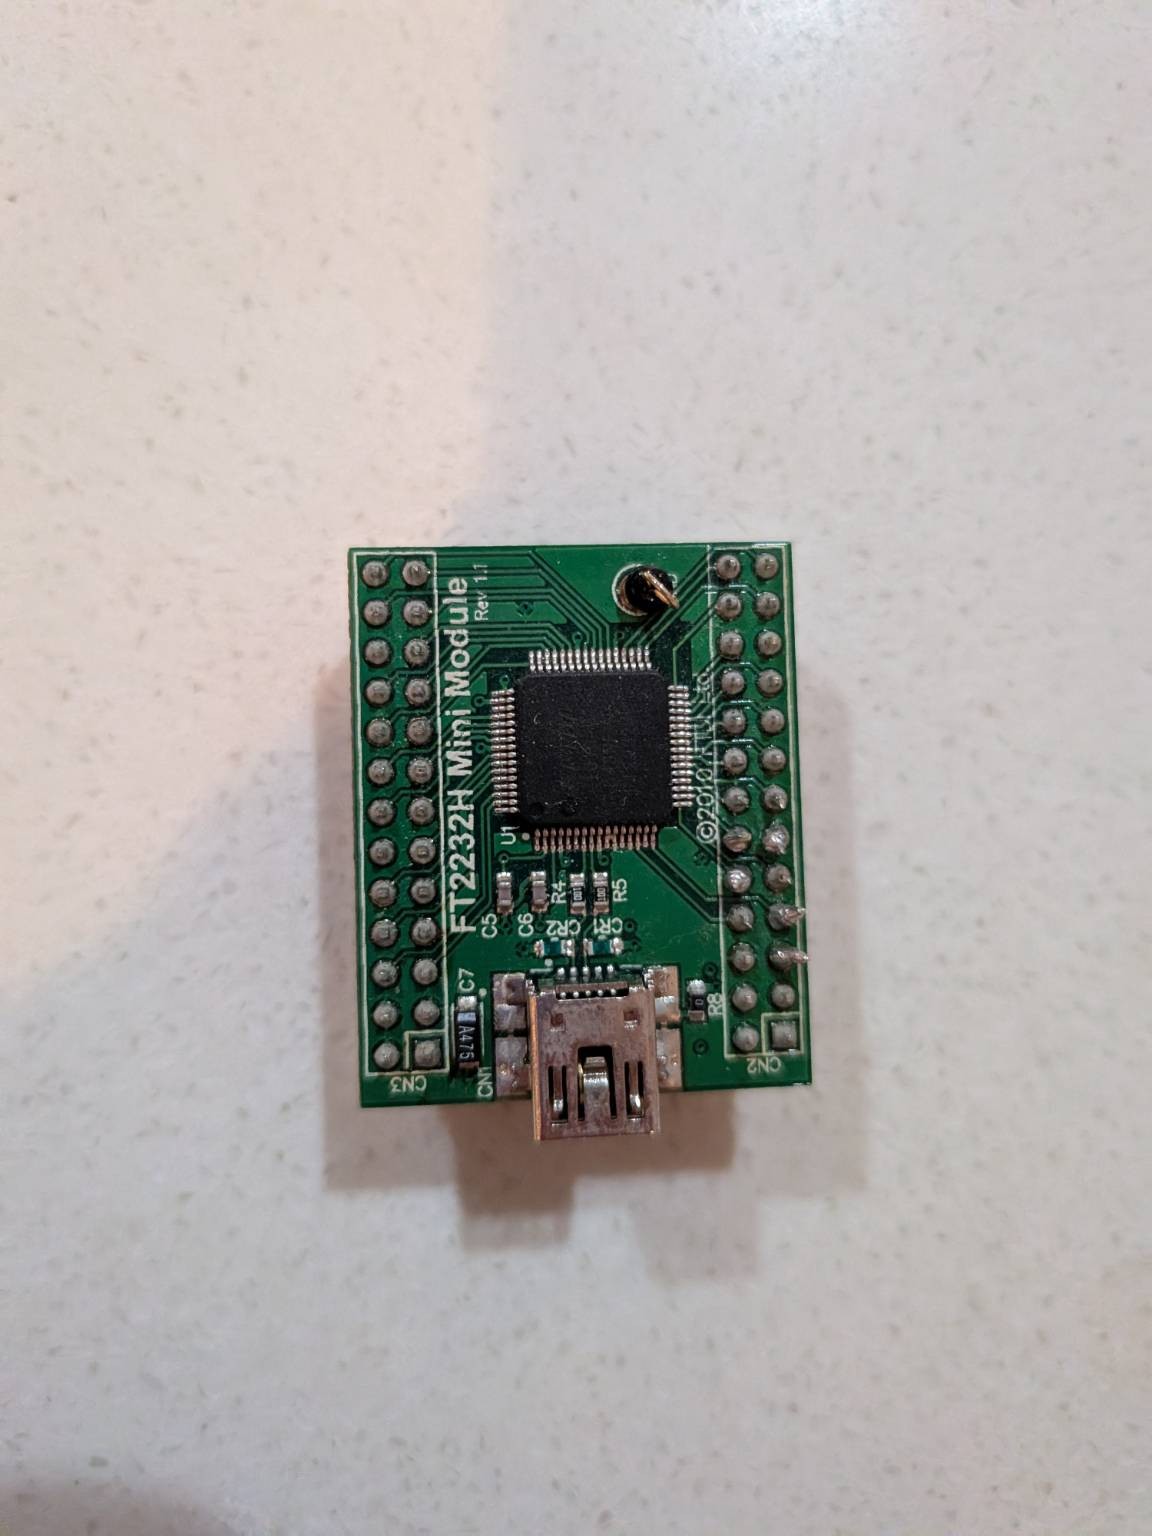 FT2232H Mini Module
Rev 1.1
©2010
U1
C5
C6
R4
R5
CR2
CR1
C7
A475
CN1
R8
CN3
CN2